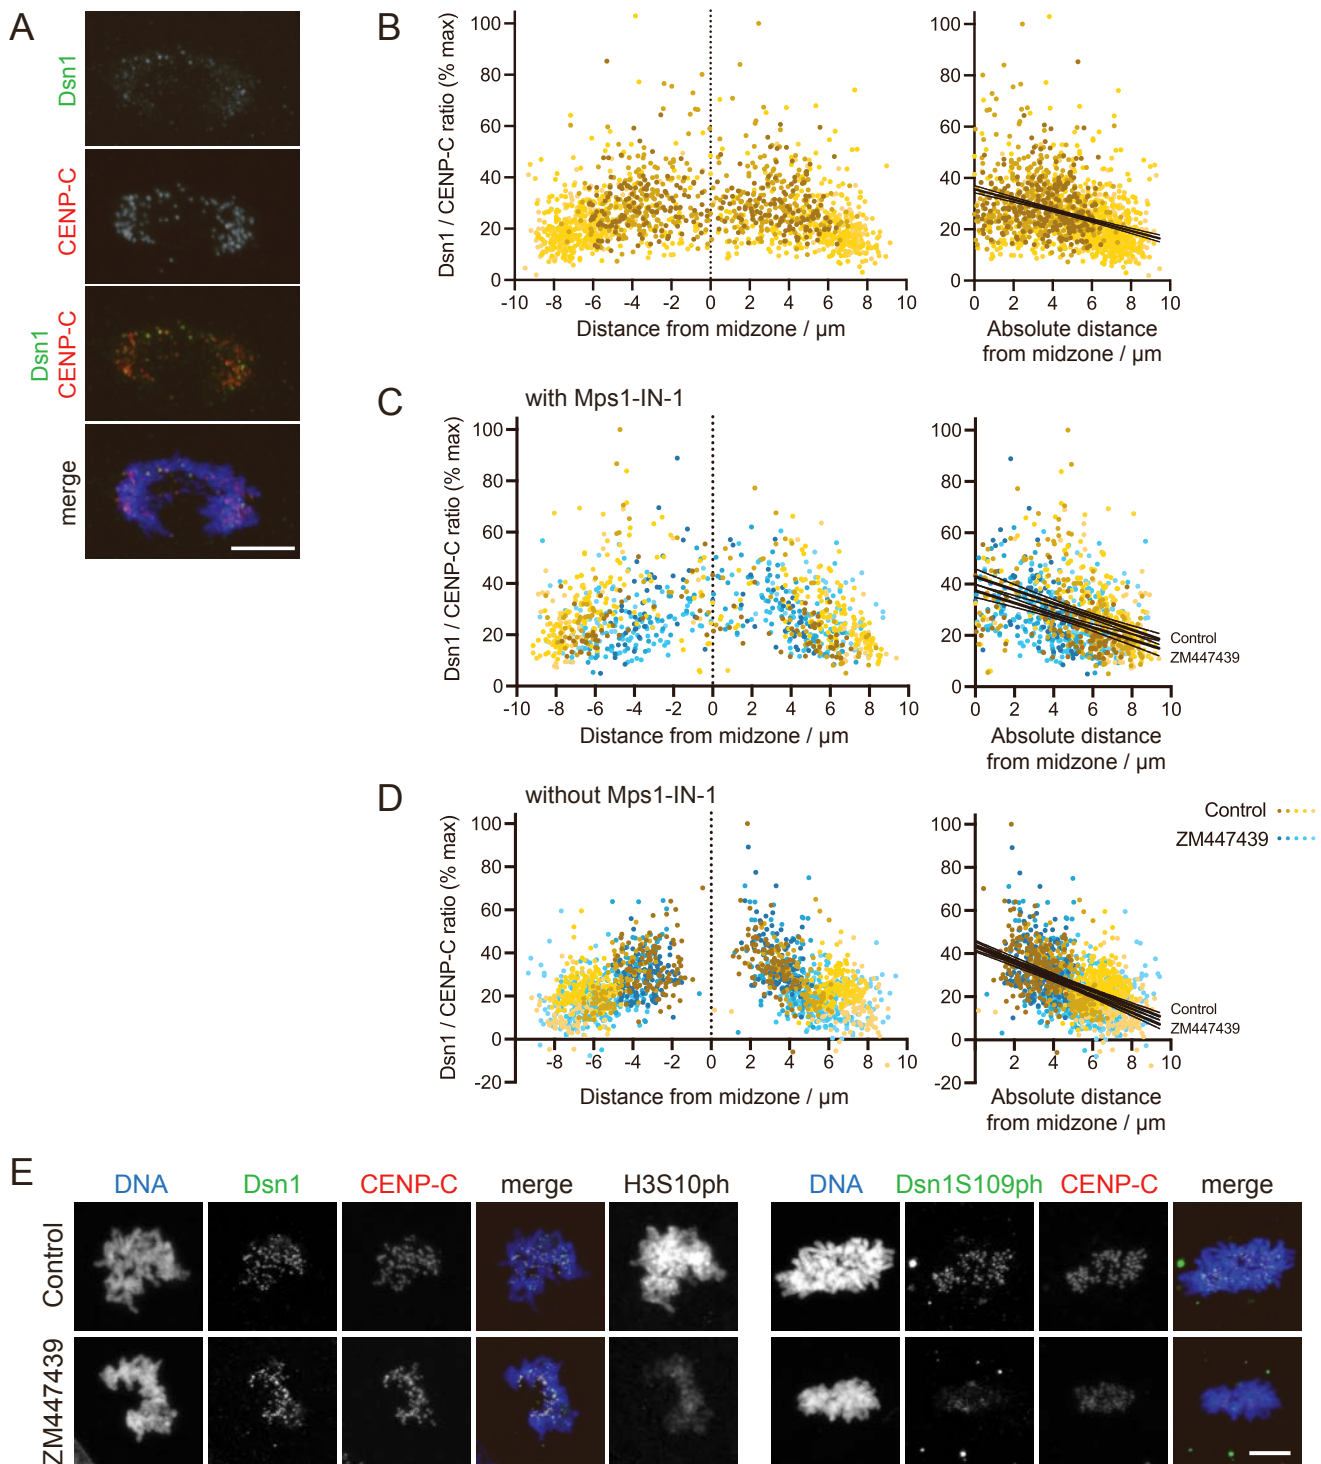 A
Dsn1
CENP-C
Dsn1
CENP-C
merge
B
Dsn1 / CENP-C ratio (% max)
100
80
60
40
20
0
-10 -8 -6 -4 -2 0 2 4 6 8 10
Distance from midzone / µm
100
80
60
40
20
0
0 2 4 6 8 10
Absolute distance
from midzone / µm
C
with Mps1-IN-1
Dsn1 / CENP-C ratio (% max)
100
80
60
40
20
0
-10 -8 -6 -4 -2 0 2 4 6 8 10
Distance from midzone / µm
100
80
60
40
20
0
Control
ZM447439
0 2 4 6 8 10
Absolute distance
from midzone / µm
D
without Mps1-IN-1
Dsn1 / CENP-C ratio (% max)
100
80
60
40
20
0
-20
-8 -6 -4 -2 0 2 4 6 8 10
Distance from midzone / µm
100
80
60
40
20
0
-20
Control
ZM447439
2 4 6 8 10
Absolute distance
from midzone / µm
Control
ZM447439
E
DNA Dsn1 CENP-C merge H3S10ph DNA Dsn1S109ph CENP-C merge
Control
ZM447439